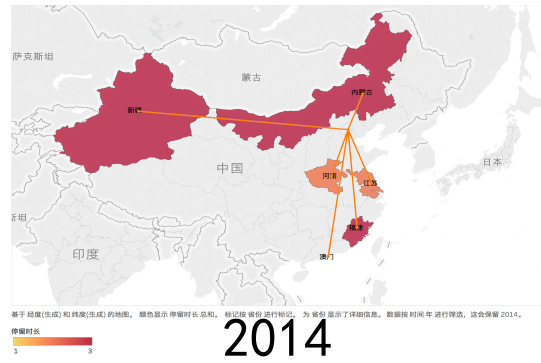 萨克斯坦
蒙古
内蒙古
新疆
日本
中国
河南
江苏
斯坦
福建
印度
澳门
基于 经度(生成) 和 纬度(生成) 的地图。 颜色显示 停留时长 总和。 标记按 省份 进行标记。 为 省份 显示了详细信息。 数据按 时间 年 进行筛选，这会保留 2014。
停留时长
1 3
2014